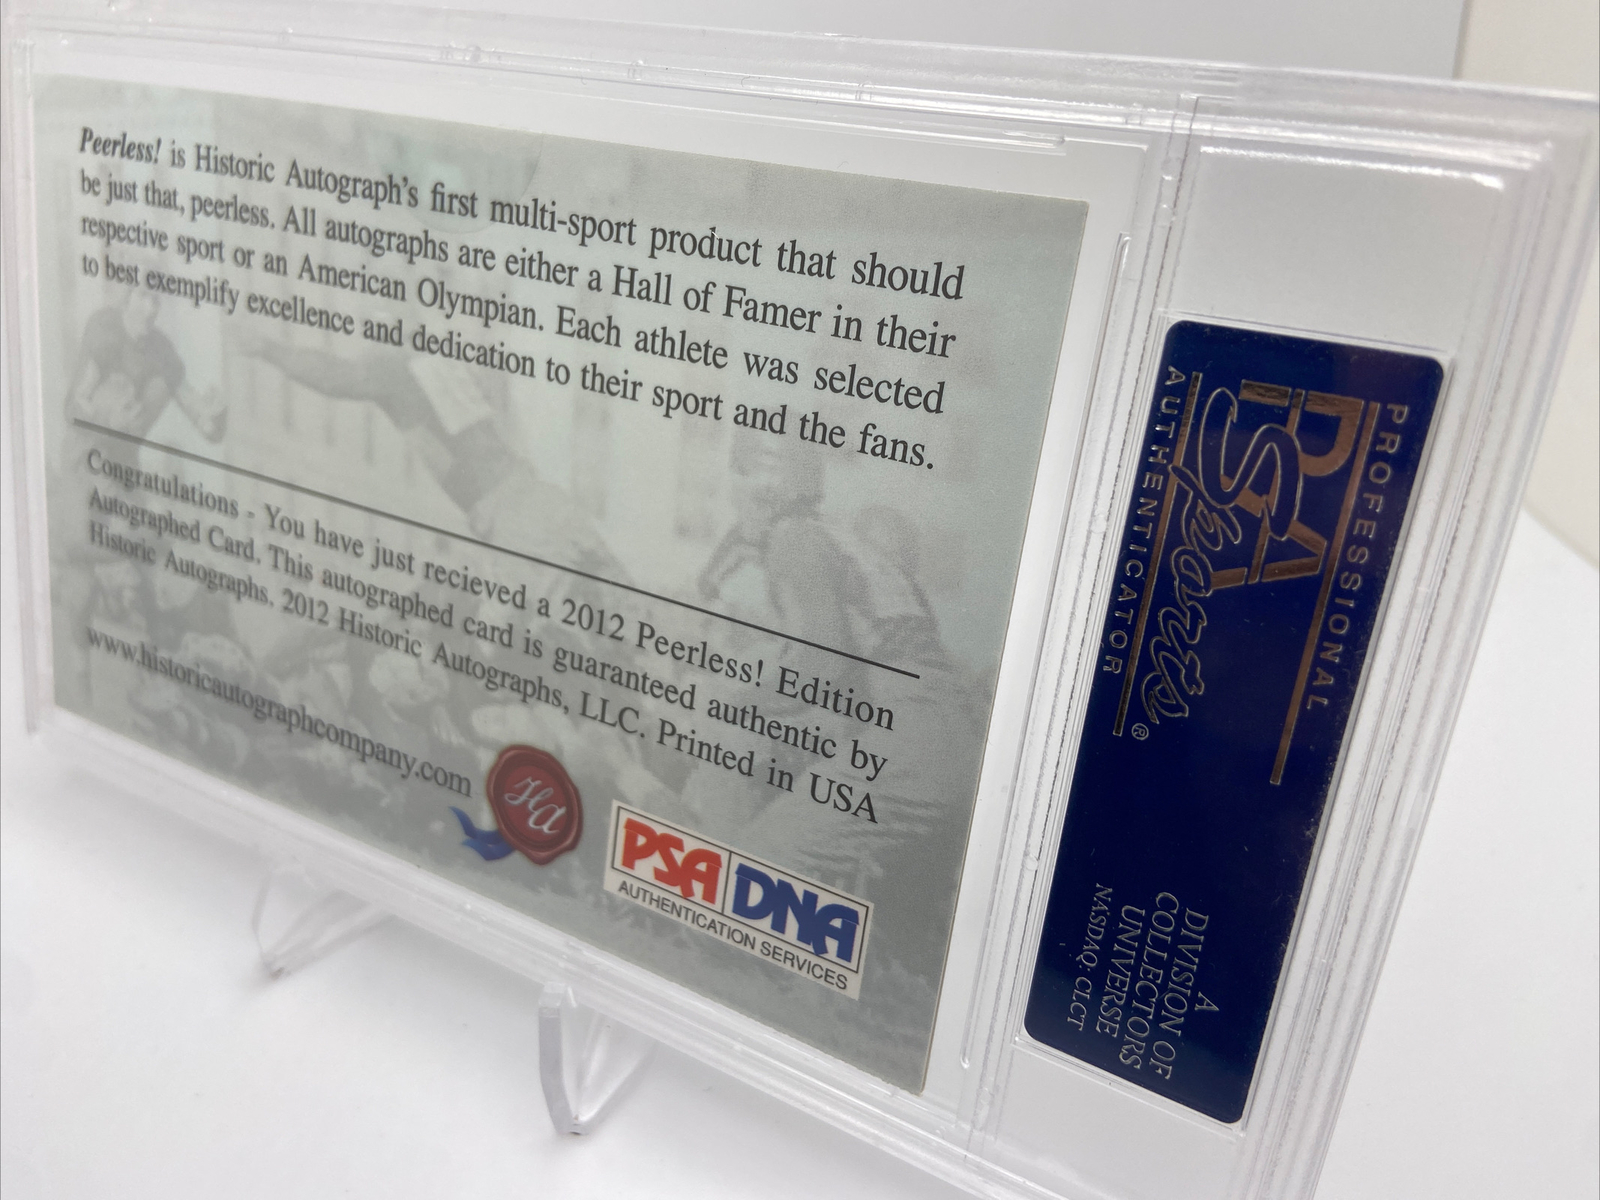 Peerless! is Historic Autograph's first multi-sport product that should
be just that, peerless. All autographs are either a Hall of Famer in their
respective sport or an American Olympian. Each athlete was selected
to best exemplify excellence and dedication to their sport and the fans.
Congratulations - You have just recieved a 2012 Peerless! Edition
Autographed Card. This autographed card is guaranteed authentic by
Historic Autographs. 2012 Historic Autographs, LLC. Printed in USA
www.historicautographcompany.com
HA
PSA DNA
AUTHENTICATION SERVICES
PROFESSIONAL
PSA
Sports
AUTHENTICATOR
®
A
DIVISION OF
COLLECTORS
UNIVERSE
NASDAQ: CLCT